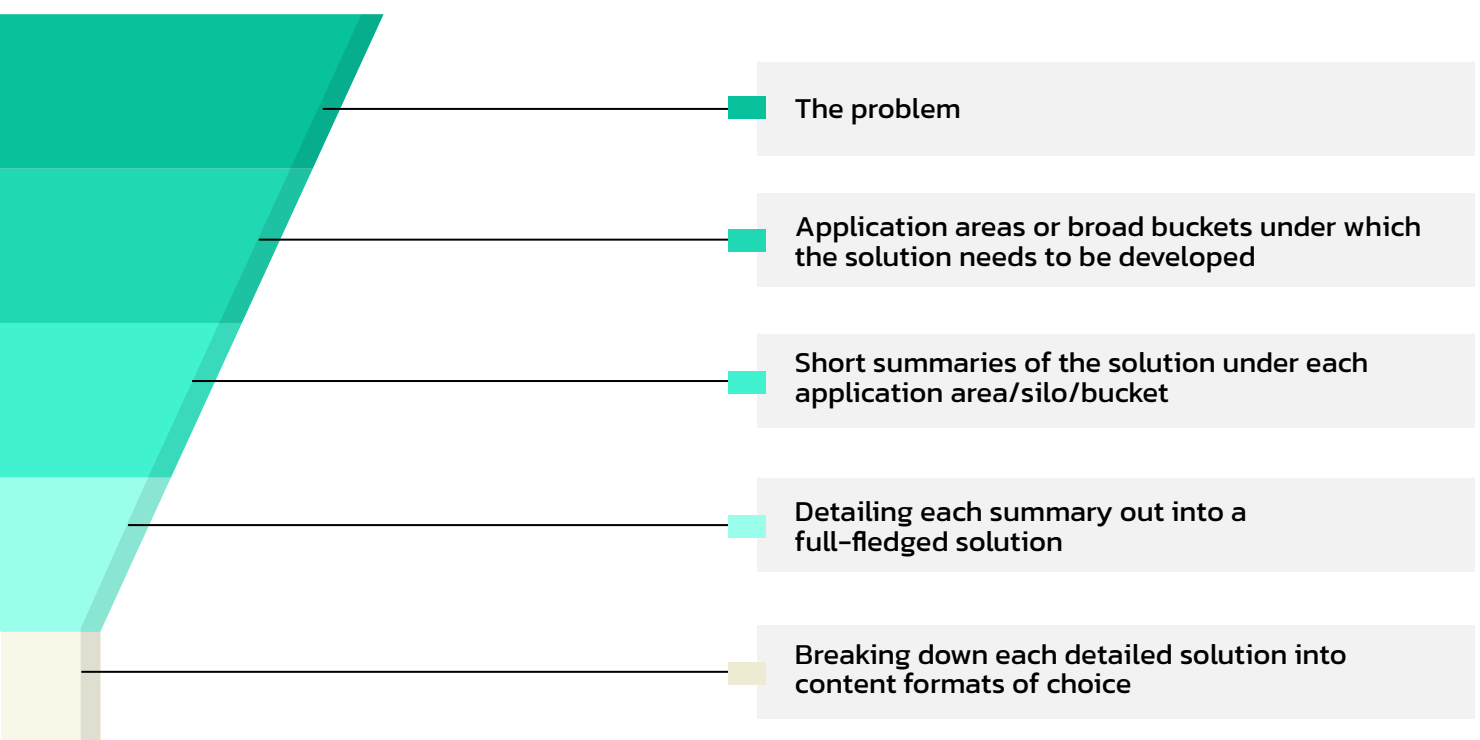 The problem
Application areas or broad buckets under which
the solution needs to be developed
Short summaries of the solution under each
application area/silo/bucket
Detailing each summary out into a
full-fledged solution
Breaking down each detailed solution into
content formats of choice